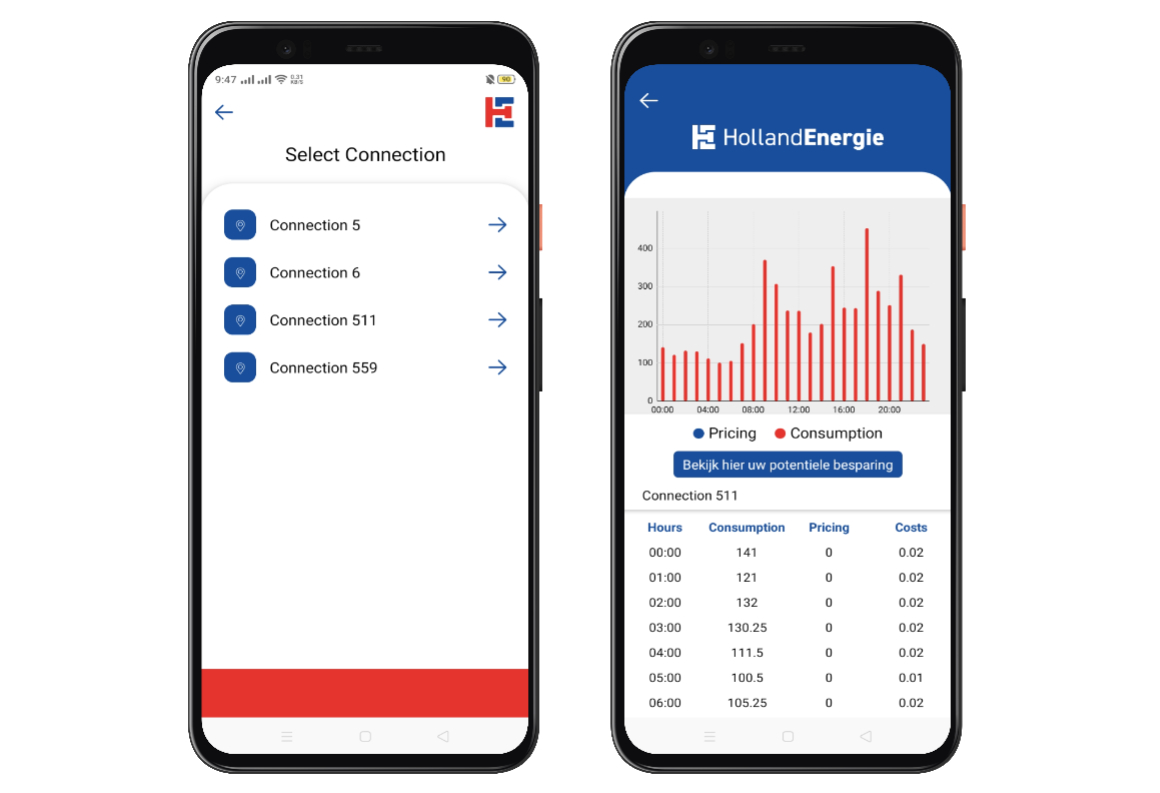 9:47
0.31
KB/S
90
Select Connection
Connection 5
Connection 6
Connection 511
Connection 559
HollandEnergie
400
300
200
100
0
00:00 04:00 08:00 12:00 16:00 20:00
Pricing Consumption
Bekijk hier uw potentiele besparing
Connection 511
Hours Consumption Pricing Costs
00:00 141 0 0.02
01:00 121 0 0.02
02:00 132 0 0.02
03:00 130.25 0 0.02
04:00 111.5 0 0.02
05:00 100.5 0 0.01
06:00 105.25 0 0.02